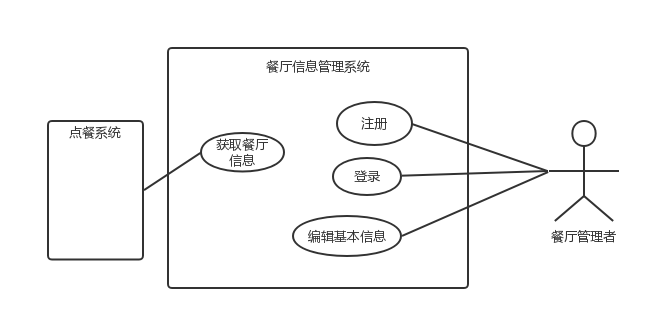 餐厅信息管理系统
点餐系统
获取餐厅
信息
注册
登录
编辑基本信息
餐厅管理者